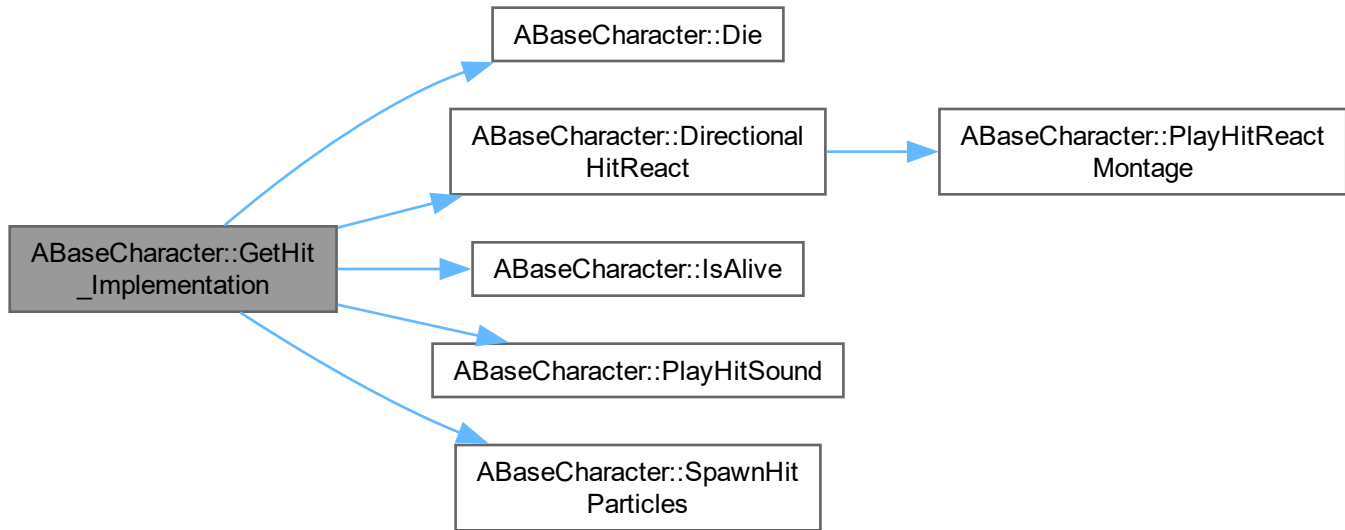 ABaseCharacter::Die
ABaseCharacter::Directional
HitReact
ABaseCharacter::PlayHitReact
Montage
ABaseCharacter::GetHit
_Implementation
ABaseCharacter::IsAlive
ABaseCharacter::PlayHitSound
ABaseCharacter::SpawnHit
Particles